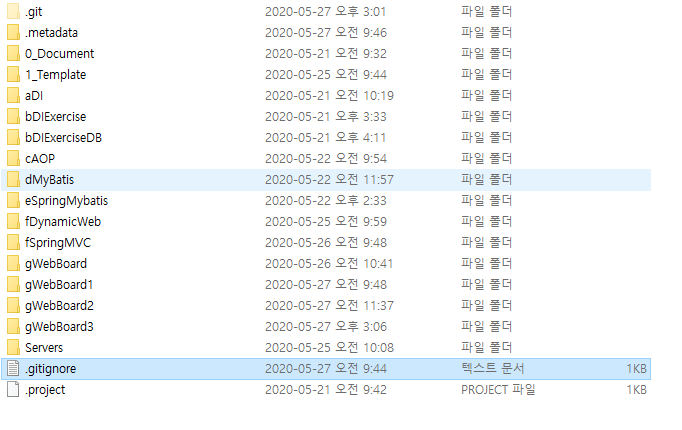 .git 2020-05-27 오후 3:01 파일 폴더
.metadata 2020-05-27 오전 9:46 파일 폴더
0_Document 2020-05-21 오전 9:32 파일 폴더
1_Template 2020-05-25 오전 9:44 파일 폴더
aDI 2020-05-21 오전 10:19 파일 폴더
bDIExercise 2020-05-21 오후 3:33 파일 폴더
bDIExerciseDB 2020-05-21 오후 4:11 파일 폴더
cAOP 2020-05-22 오전 9:54 파일 폴더
dMyBatis 2020-05-22 오전 11:57 파일 폴더
eSpringMybatis 2020-05-22 오후 2:33 파일 폴더
fDynamicWeb 2020-05-25 오전 9:59 파일 폴더
fSpringMVC 2020-05-26 오전 9:48 파일 폴더
gWebBoard 2020-05-26 오전 10:41 파일 폴더
gWebBoard1 2020-05-27 오전 9:48 파일 폴더
gWebBoard2 2020-05-27 오전 11:37 파일 폴더
gWebBoard3 2020-05-27 오후 3:06 파일 폴더
Servers 2020-05-25 오전 10:08 파일 폴더
.gitignore 2020-05-27 오전 9:44 텍스트 문서 1KB
.project 2020-05-21 오전 9:42 PROJECT 파일 1KB